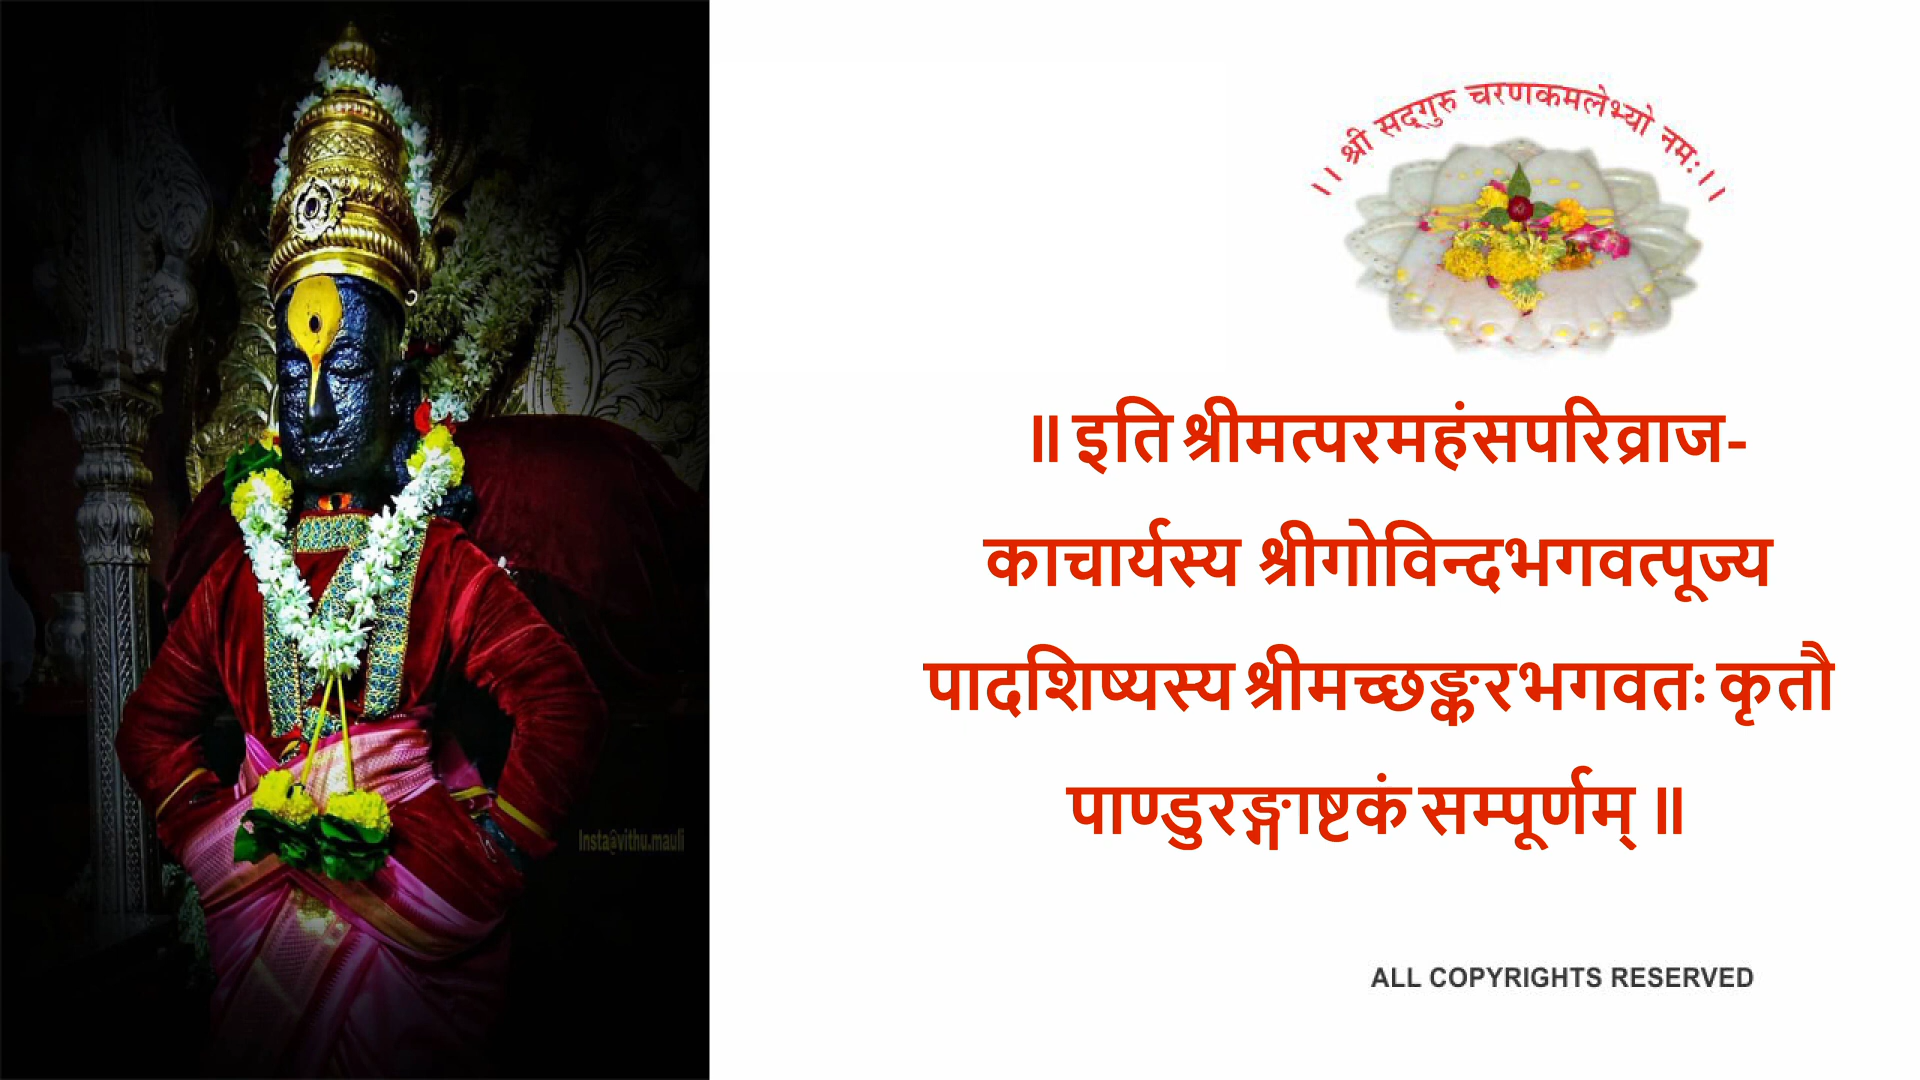 ।। श्री सद्‌गुरु चरणकमलेभ्यो नमः।।
॥ इति श्रीमत्परमहंसपरिव्राज-
काचार्यस्य श्रीगोविन्दभगवत्पूज्य
पादशिष्यस्य श्रीमच्छङ्करभगवतः कृतौ
पाण्डुरङ्गाष्टकं सम्पूर्णम् ॥
Insta@vithu.mauli
ALL COPYRIGHTS RESERVED